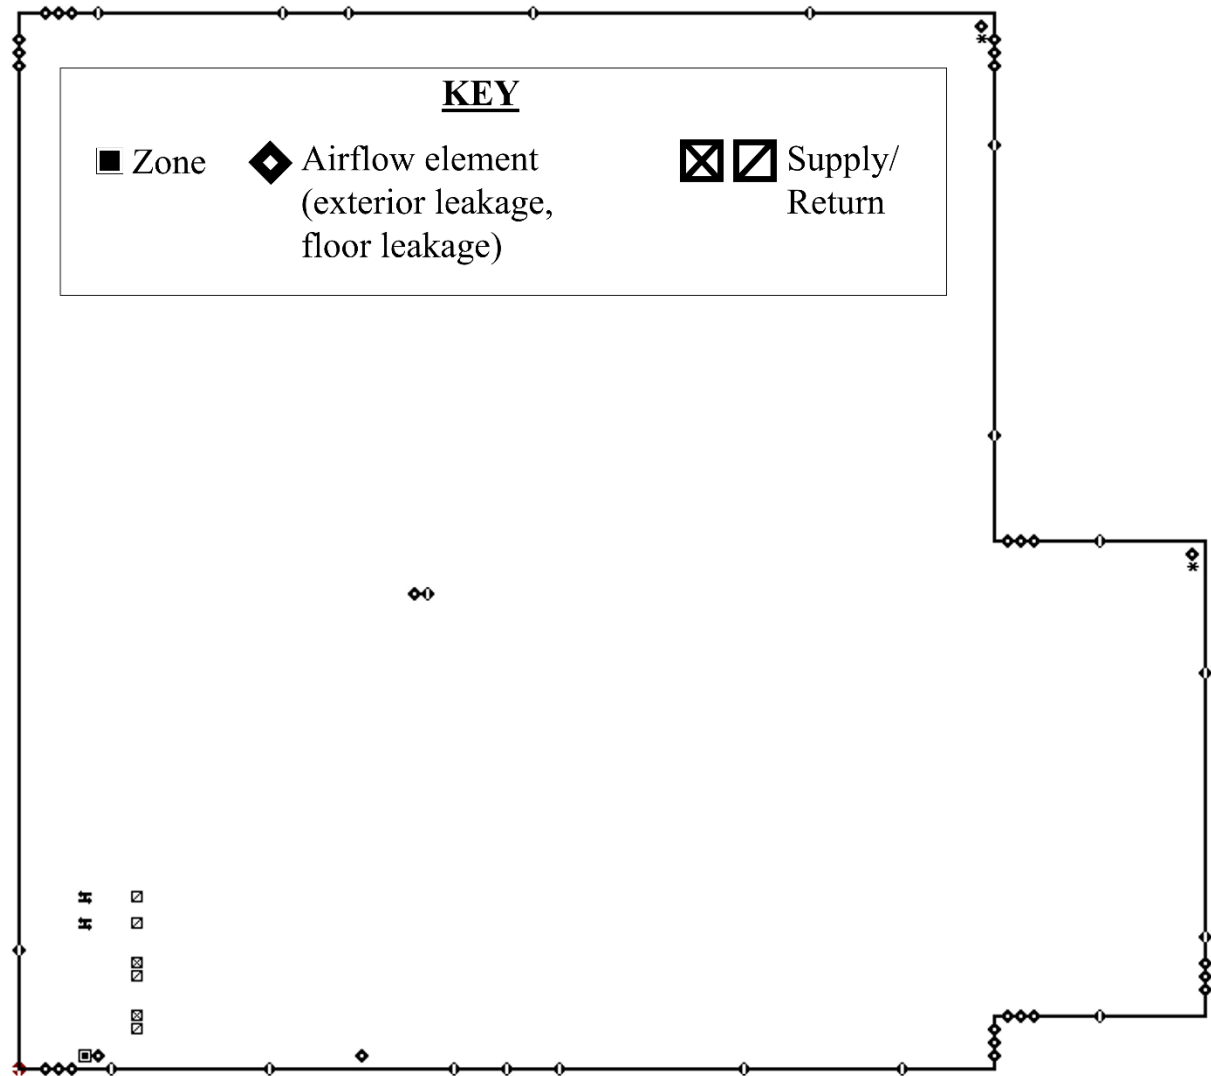 KEY
Zone
Airflow element
(exterior leakage,
floor leakage)
Supply/
Return